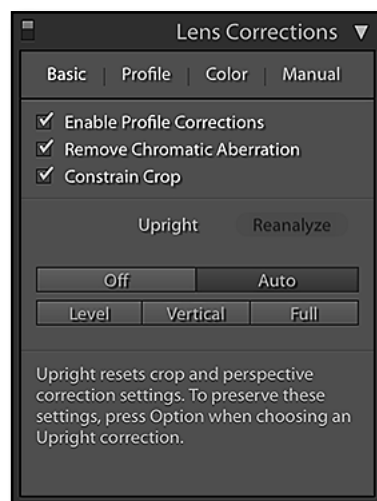 Lens Corrections
Basic | Profile | Color | Manual
Enable Profile Corrections
Remove Chromatic Aberration
Constrain Crop
Upright Reanalyze
Off Auto
Level Vertical Full
Upright resets crop and perspective
correction settings. To preserve these
settings, press Option when choosing an
Upright correction.